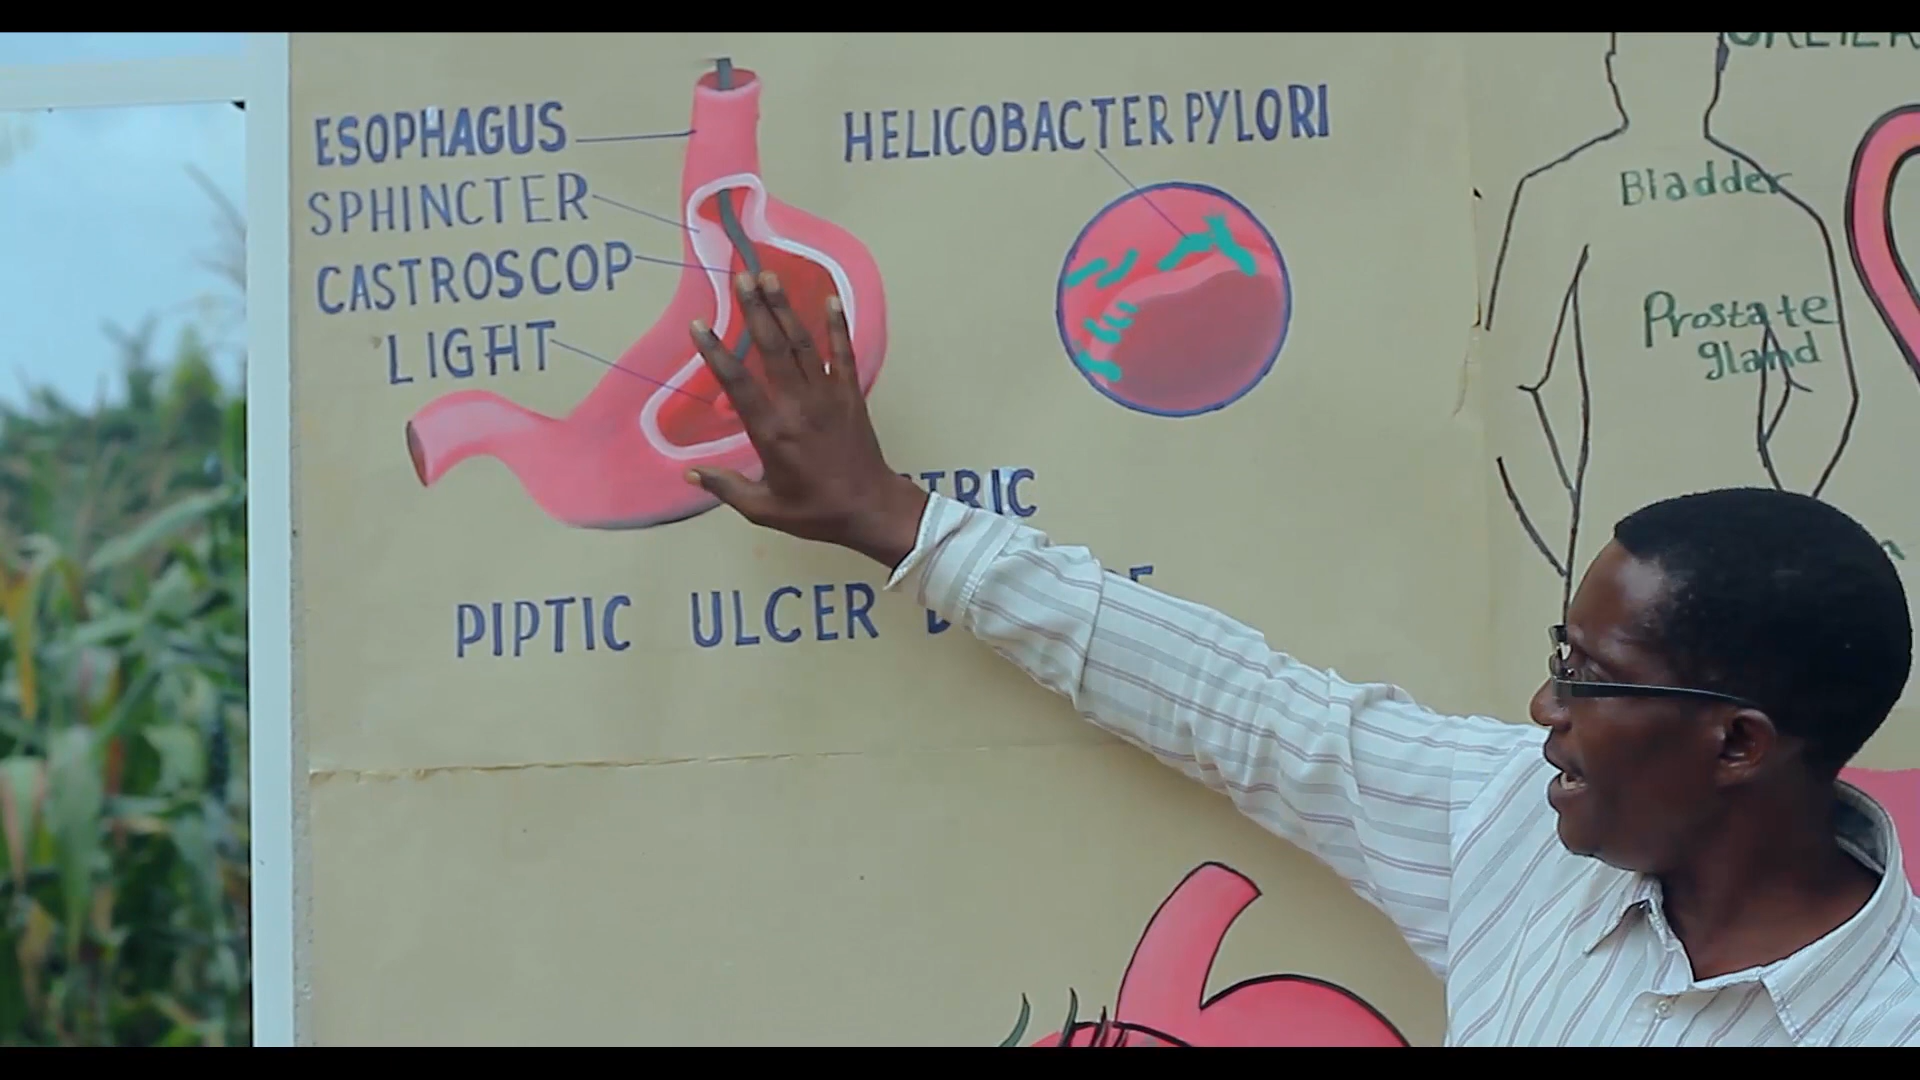 ESOPHAGUS
SPHINCTER
CASTROSCOP
LIGHT
HELICOBACTER PYLORI
PIPTIC ULCER
Bladder
Prostate
gland